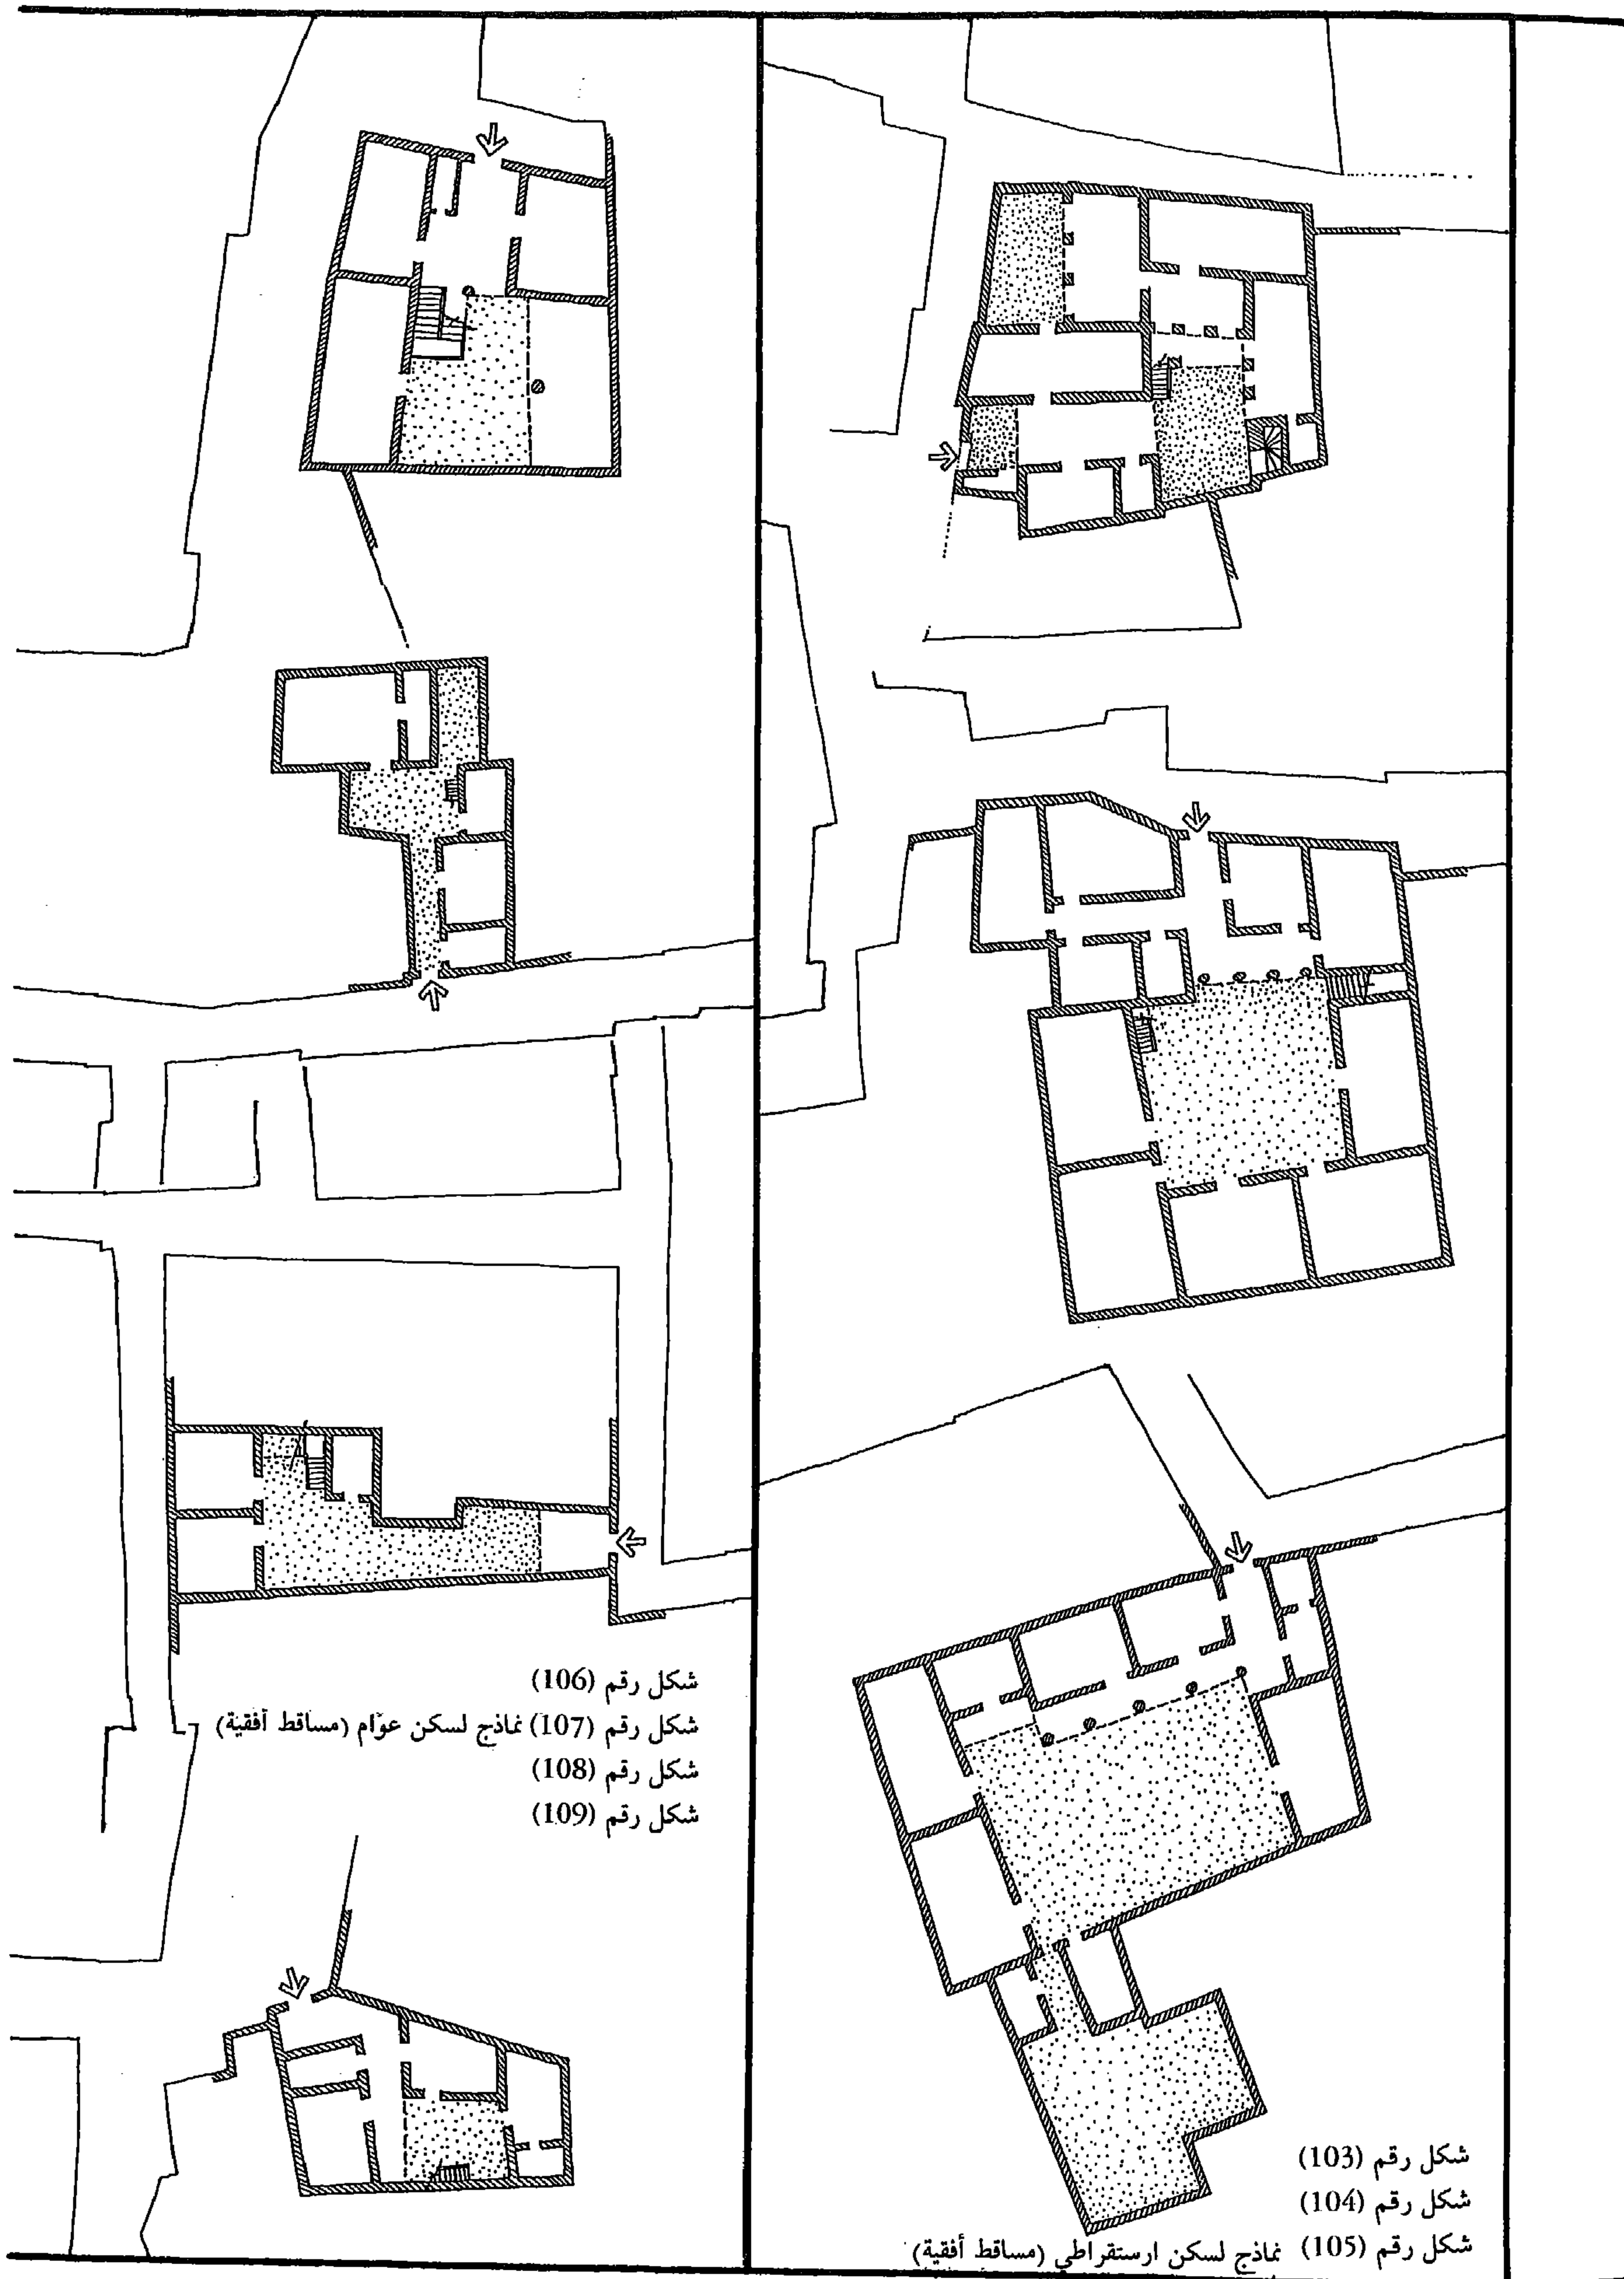 شكل رقم (103)
شكل رقم (104)
شكل رقم (105) نماذج لسكن ارستقراطي (مساقط أفقية)
شكل رقم (106)
شكل رقم (107) نماذج لسكن عوّام (مساقط أفقية)
شكل رقم (108)
شكل رقم (109)